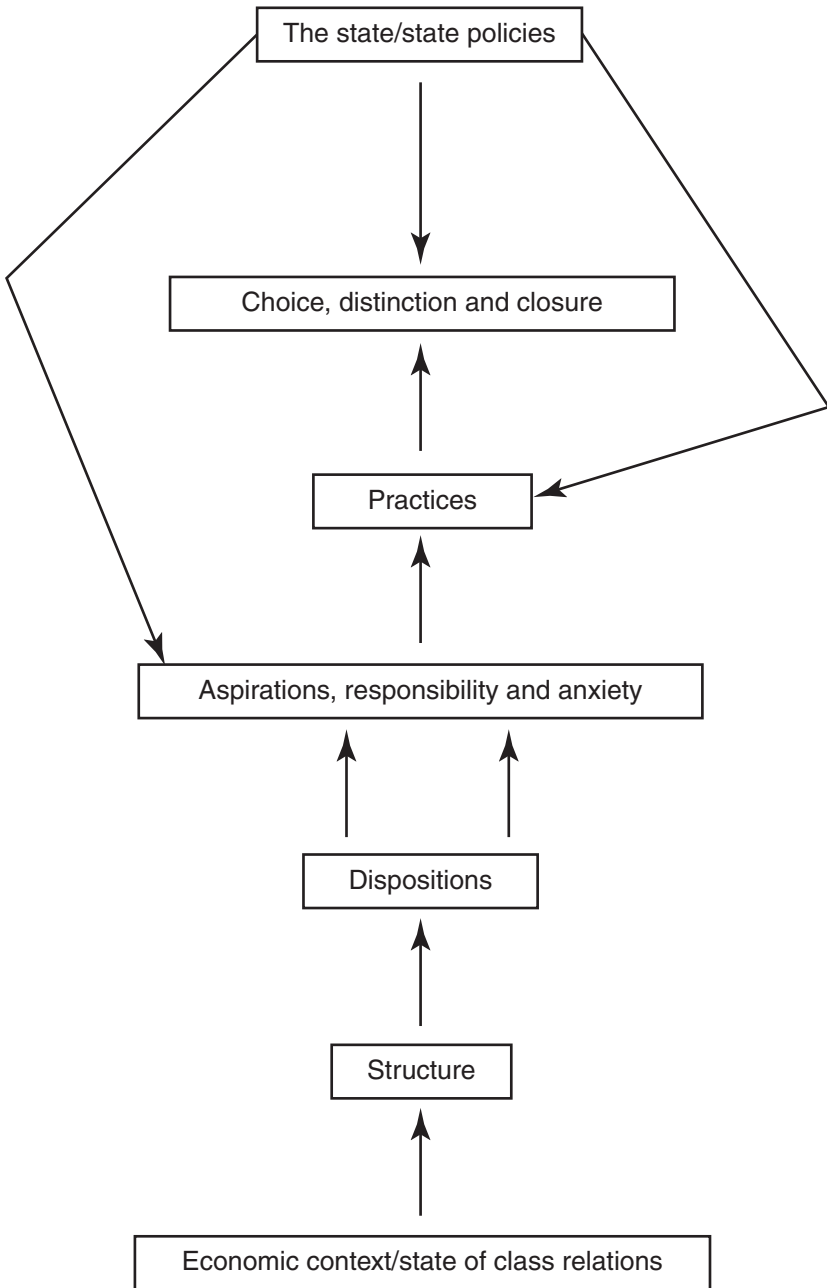 The state/state policies
Choice, distinction and closure
Practices
Aspirations, responsibility and anxiety
Dispositions
Structure
Economic context/state of class relations